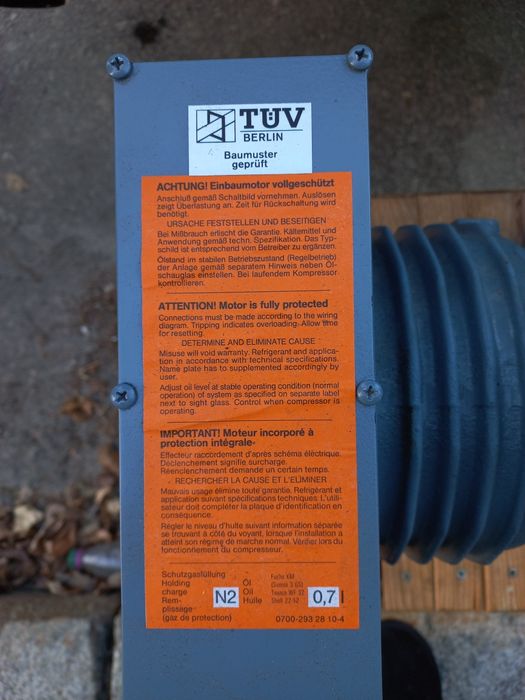 TÜV
BERLIN
Baumuster
geprüft
ACHTUNG! Einbaumotor vollgeschützt
Anschluß gemäß Schaltbild vornehmen. Auslösen
zeigt Überlastung an. Zeit für Rückschaltung wird
benötigt.
URSACHE FESTSTELLEN UND BESEITIGEN
Bei Mißbrauch erlischt die Garantie. Kältemittel und
Anwendung gemäß techn. Spezifikation. Das Typ-
schild ist entsprechend vom Betreiber zu ergänzen.
Ölstand im stabilen Betriebszustand (Regelbetrieb)
der Anlage gemäß separatem Hinweis neben Öl-
schauglas einstellen. Bei laufendem Kompressor
kontrollieren.
ATTENTION! Motor is fully protected
Connections must be made according to the wiring
diagram. Tripping indicates overloading. Allow time
for resetting.
DETERMINE AND ELIMINATE CAUSE
Misuse will void warranty. Refrigerant and applica-
tion in accordance with technical specifications.
Name plate has to supplemented accordingly by
user.
Adjust oil level at stable operating condition (normal
operation) of system as specified on separate label
next to sight glass. Control when compressor is
operating.
IMPORTANT! Moteur incorporé à
protection intégrale-
Effecteur raccordement d'après schéma électrique.
Déclenchement signifie surcharge.
Réenclenchement demande un certain temps.
RECHERCHER LA CAUSE ET L'ELIMINER
Mauvais usage élimine toute garantie. Réfrigérant et
application suivant spécifications techniques. L'utili-
sateur doit compléter la plaque d'identification en
conséquence.
Régler le niveau d'huite suivant information séparée
se trouvant à côté du voyant, lorsque l'installation a
atteint son régime de marche normal. Vérifier lors du
fonctionnement du compresseur.
Schutzgasfüllung
Holding
charge
Rem-
plissage
(gaz de protection)
N2
Öl
Oil
Huile
Fuchs KM
Texaco WF 32
Shell 22-12
0,7 l
0700-293 28 10-4